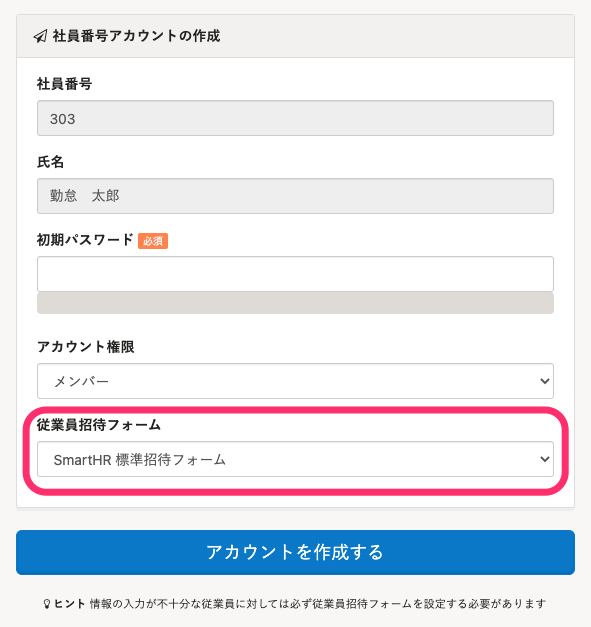 社員番号アカウントの作成
社員番号
303
氏名
勤怠　太郎
初期パスワード 必須
アカウント権限
メンバー
従業員招待フォーム
SmartHR 標準招待フォーム
アカウントを作成する
ヒント 情報の入力が不十分な従業員に対しては必ず従業員招待フォームを設定する必要があります